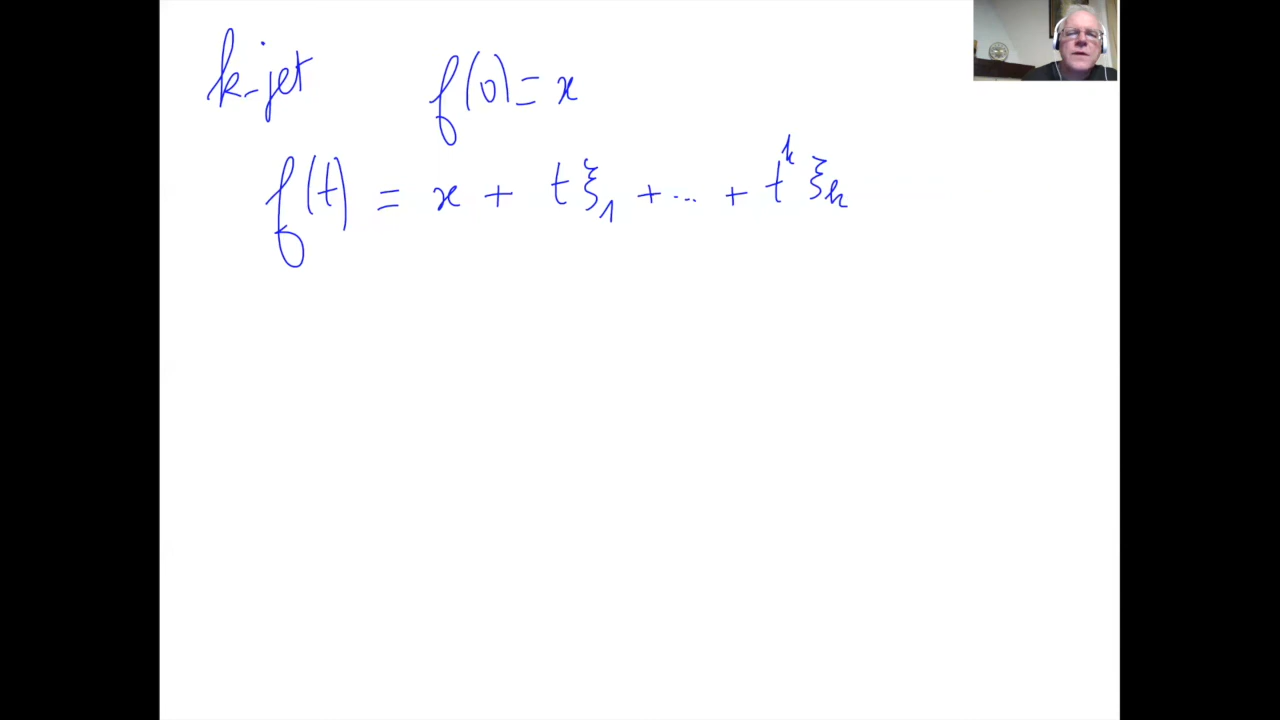 k-jet f(0) = x
f(t) = x + tξ₁ + ... + tᵏξₖ